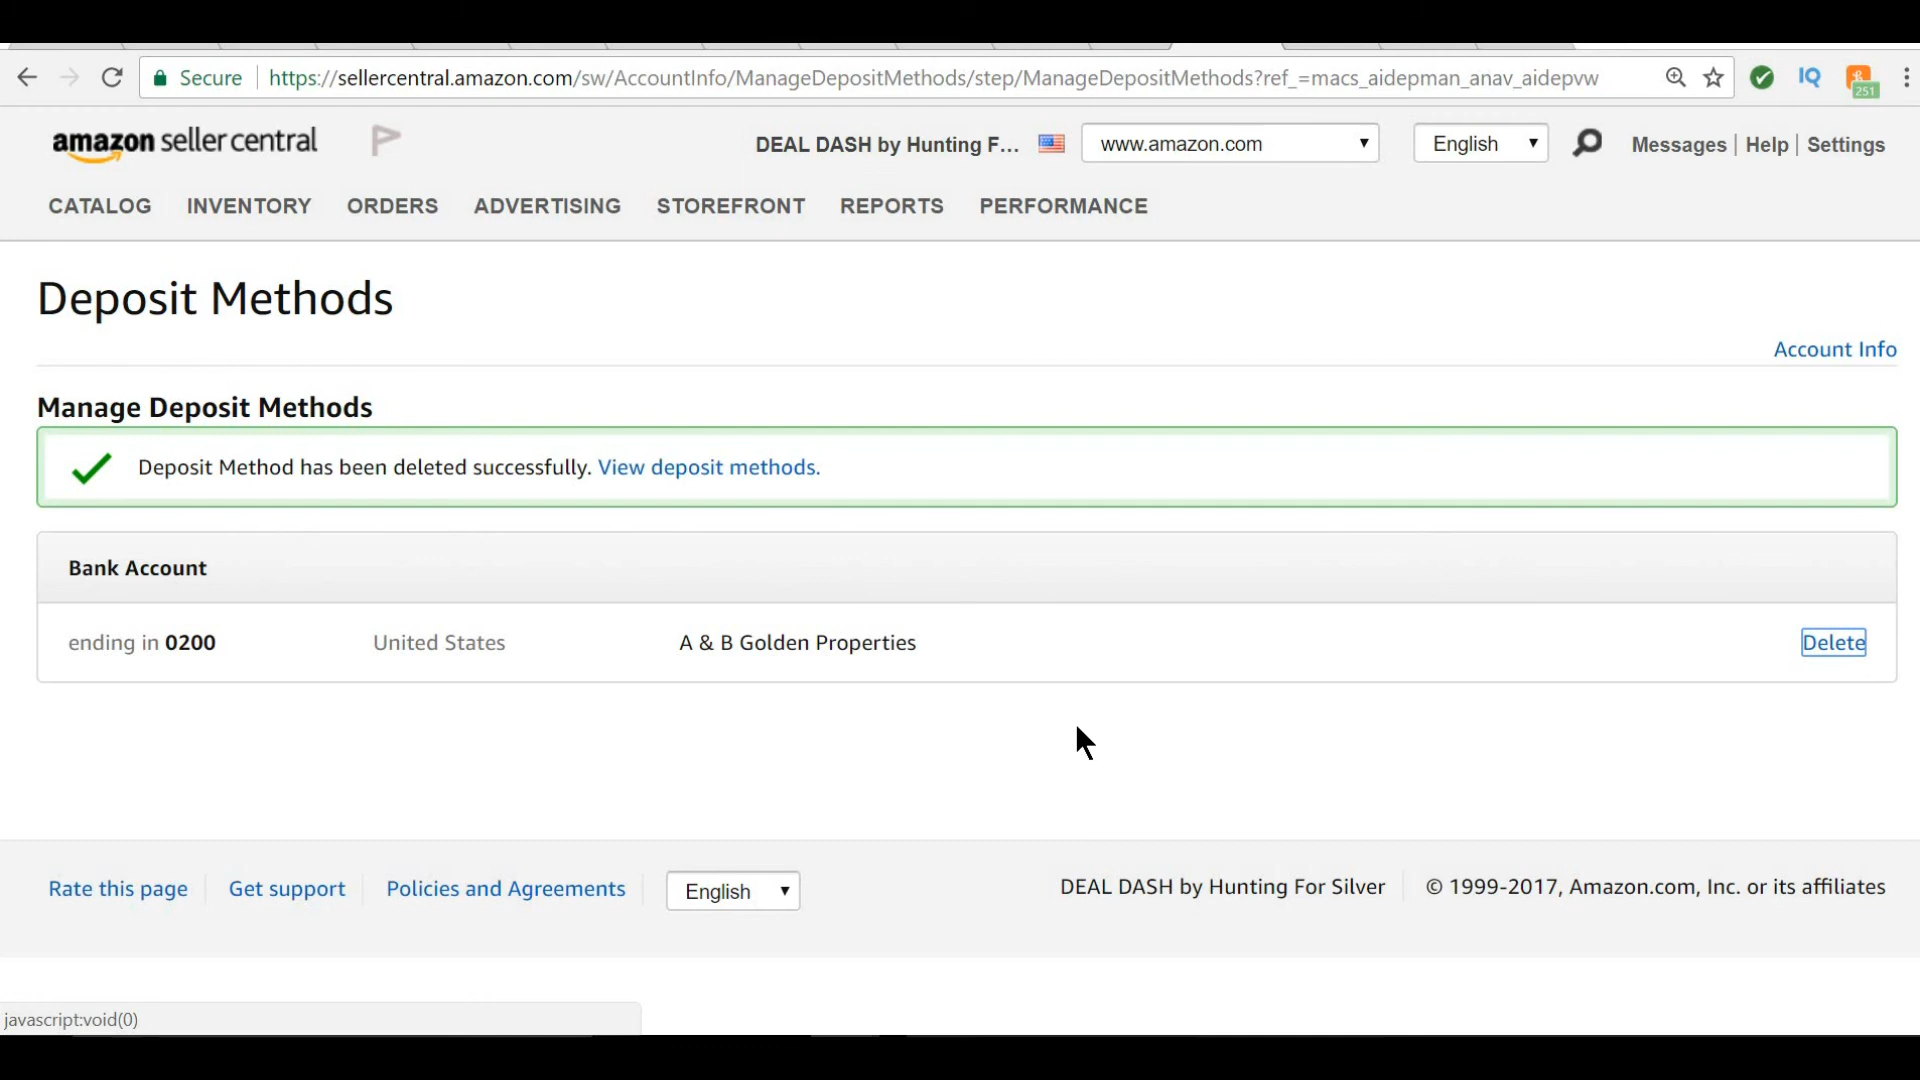 Secure https://sellercentral.amazon.com/sw/AccountInfo/ManageDepositMethods/step/ManageDepositMethods?ref_=macs_aidepman_anav_aidepvw IQ 251
amazon seller central DEAL DASH by Hunting F... www.amazon.com English Messages Help Settings
CATALOG INVENTORY ORDERS ADVERTISING STOREFRONT REPORTS PERFORMANCE
Deposit Methods
Account Info
Manage Deposit Methods
Deposit Method has been deleted successfully. View deposit methods.
Bank Account
ending in 0200 United States A & B Golden Properties Delete
Rate this page Get support Policies and Agreements English DEAL DASH by Hunting For Silver © 1999-2017, Amazon.com, Inc. or its affiliates
javascript:void(0)